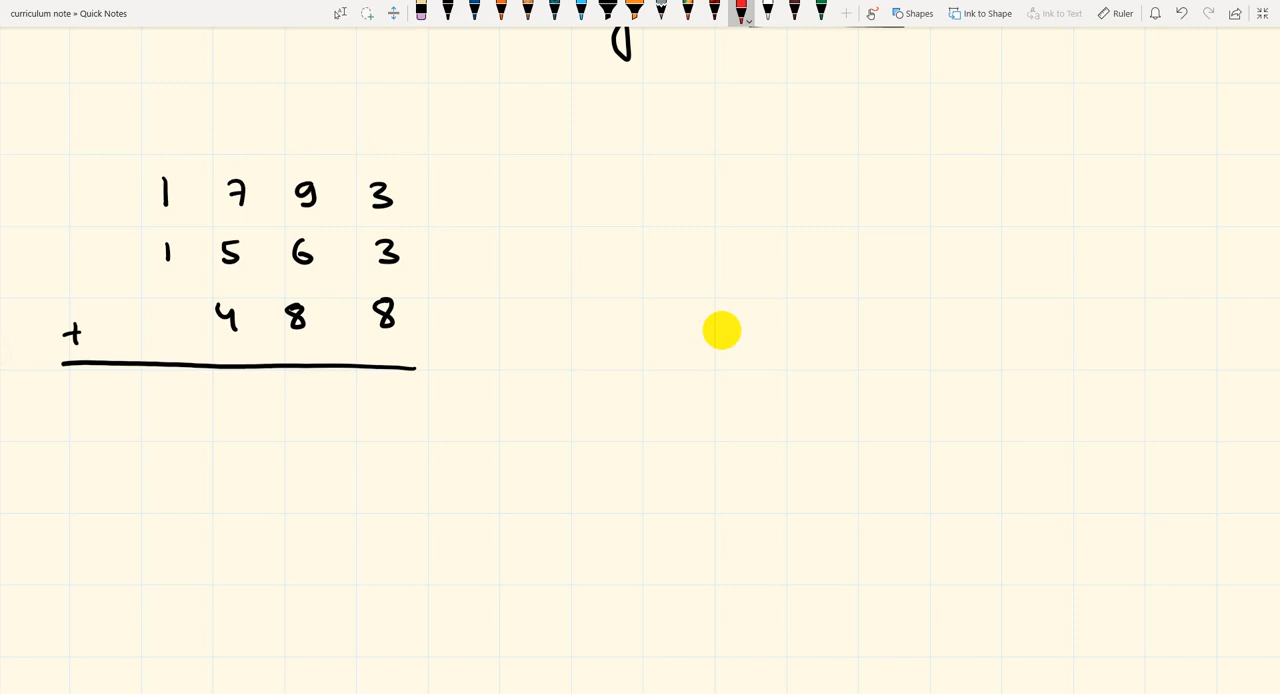 curriculum note » Quick Notes
Shapes Ink to Shape Ink to Text Ruler
1 7 9 3
1 5 6 3
4 8 8
+